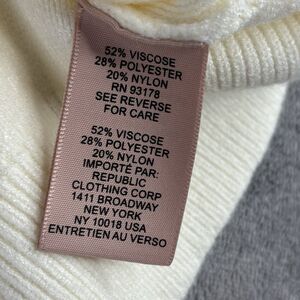 52% VISCOSE
28% POLYESTER
20% NYLON
RN 93178
SEE REVERSE
FOR CARE
52% VISCOSE
28% POLYESTER
20% NYLON
IMPORTÉ PAR:
REPUBLIC
CLOTHING CORP
1411 BROADWAY
NEW YORK
NY 10018 USA
ENTRETIEN AU VERSO